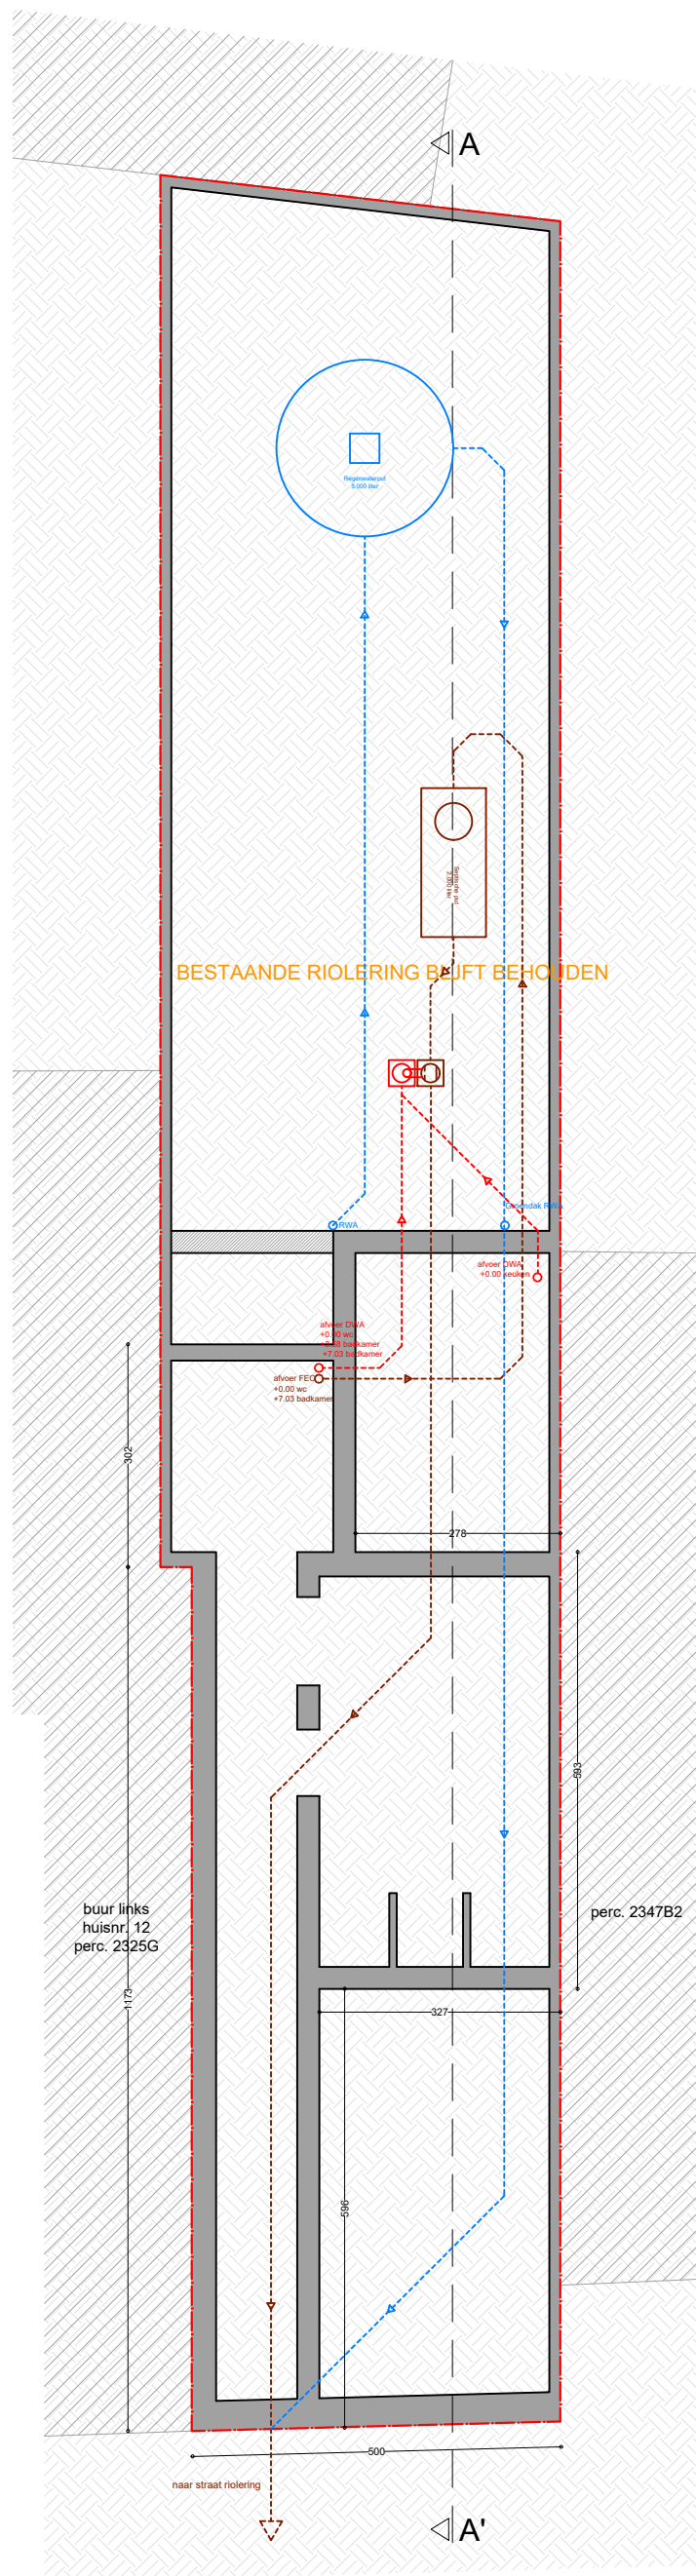 A
Regenwaterput
5.000 liter
Septische put
2.000 liter
BESTAANDE RIOLERING BLIJFT BEHOUDEN
RWA
Groendak RWA
afvoer DWA
+0.00 keuken
afvoer DWA
+0.00 wc
badkamer
+7.03 badkamer
afvoer FEC
+0.00 wc
+7.03 badkamer
302
278
593
buur links
huisnr. 12
perc. 2325G
perc. 2347B2
1173
327
596
500
naar straat riolering
A'